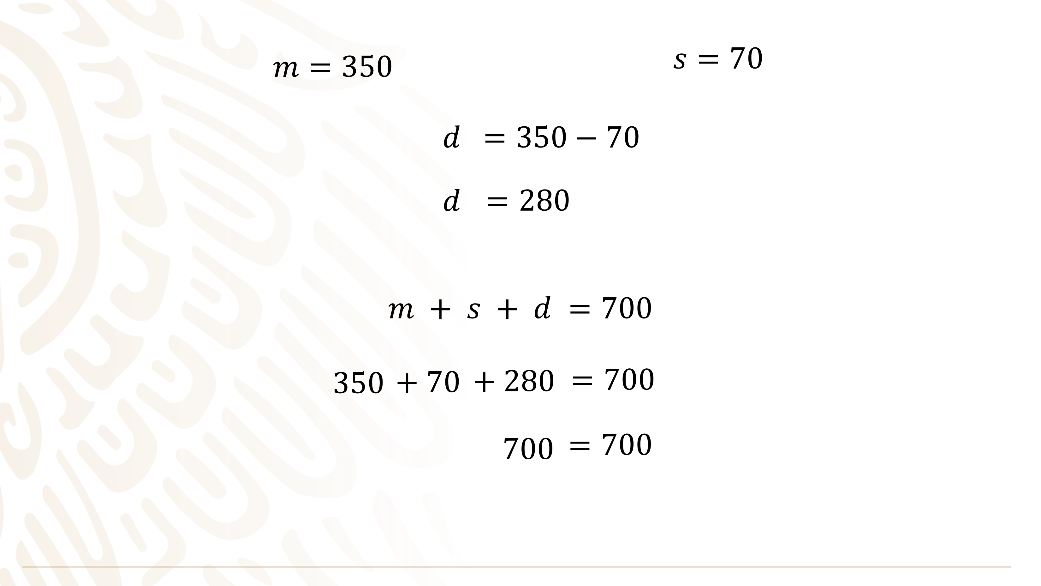 m = 350
s = 70
d = 350 − 70
d = 280
m + s + d = 700
350 + 70 + 280 = 700
700 = 700